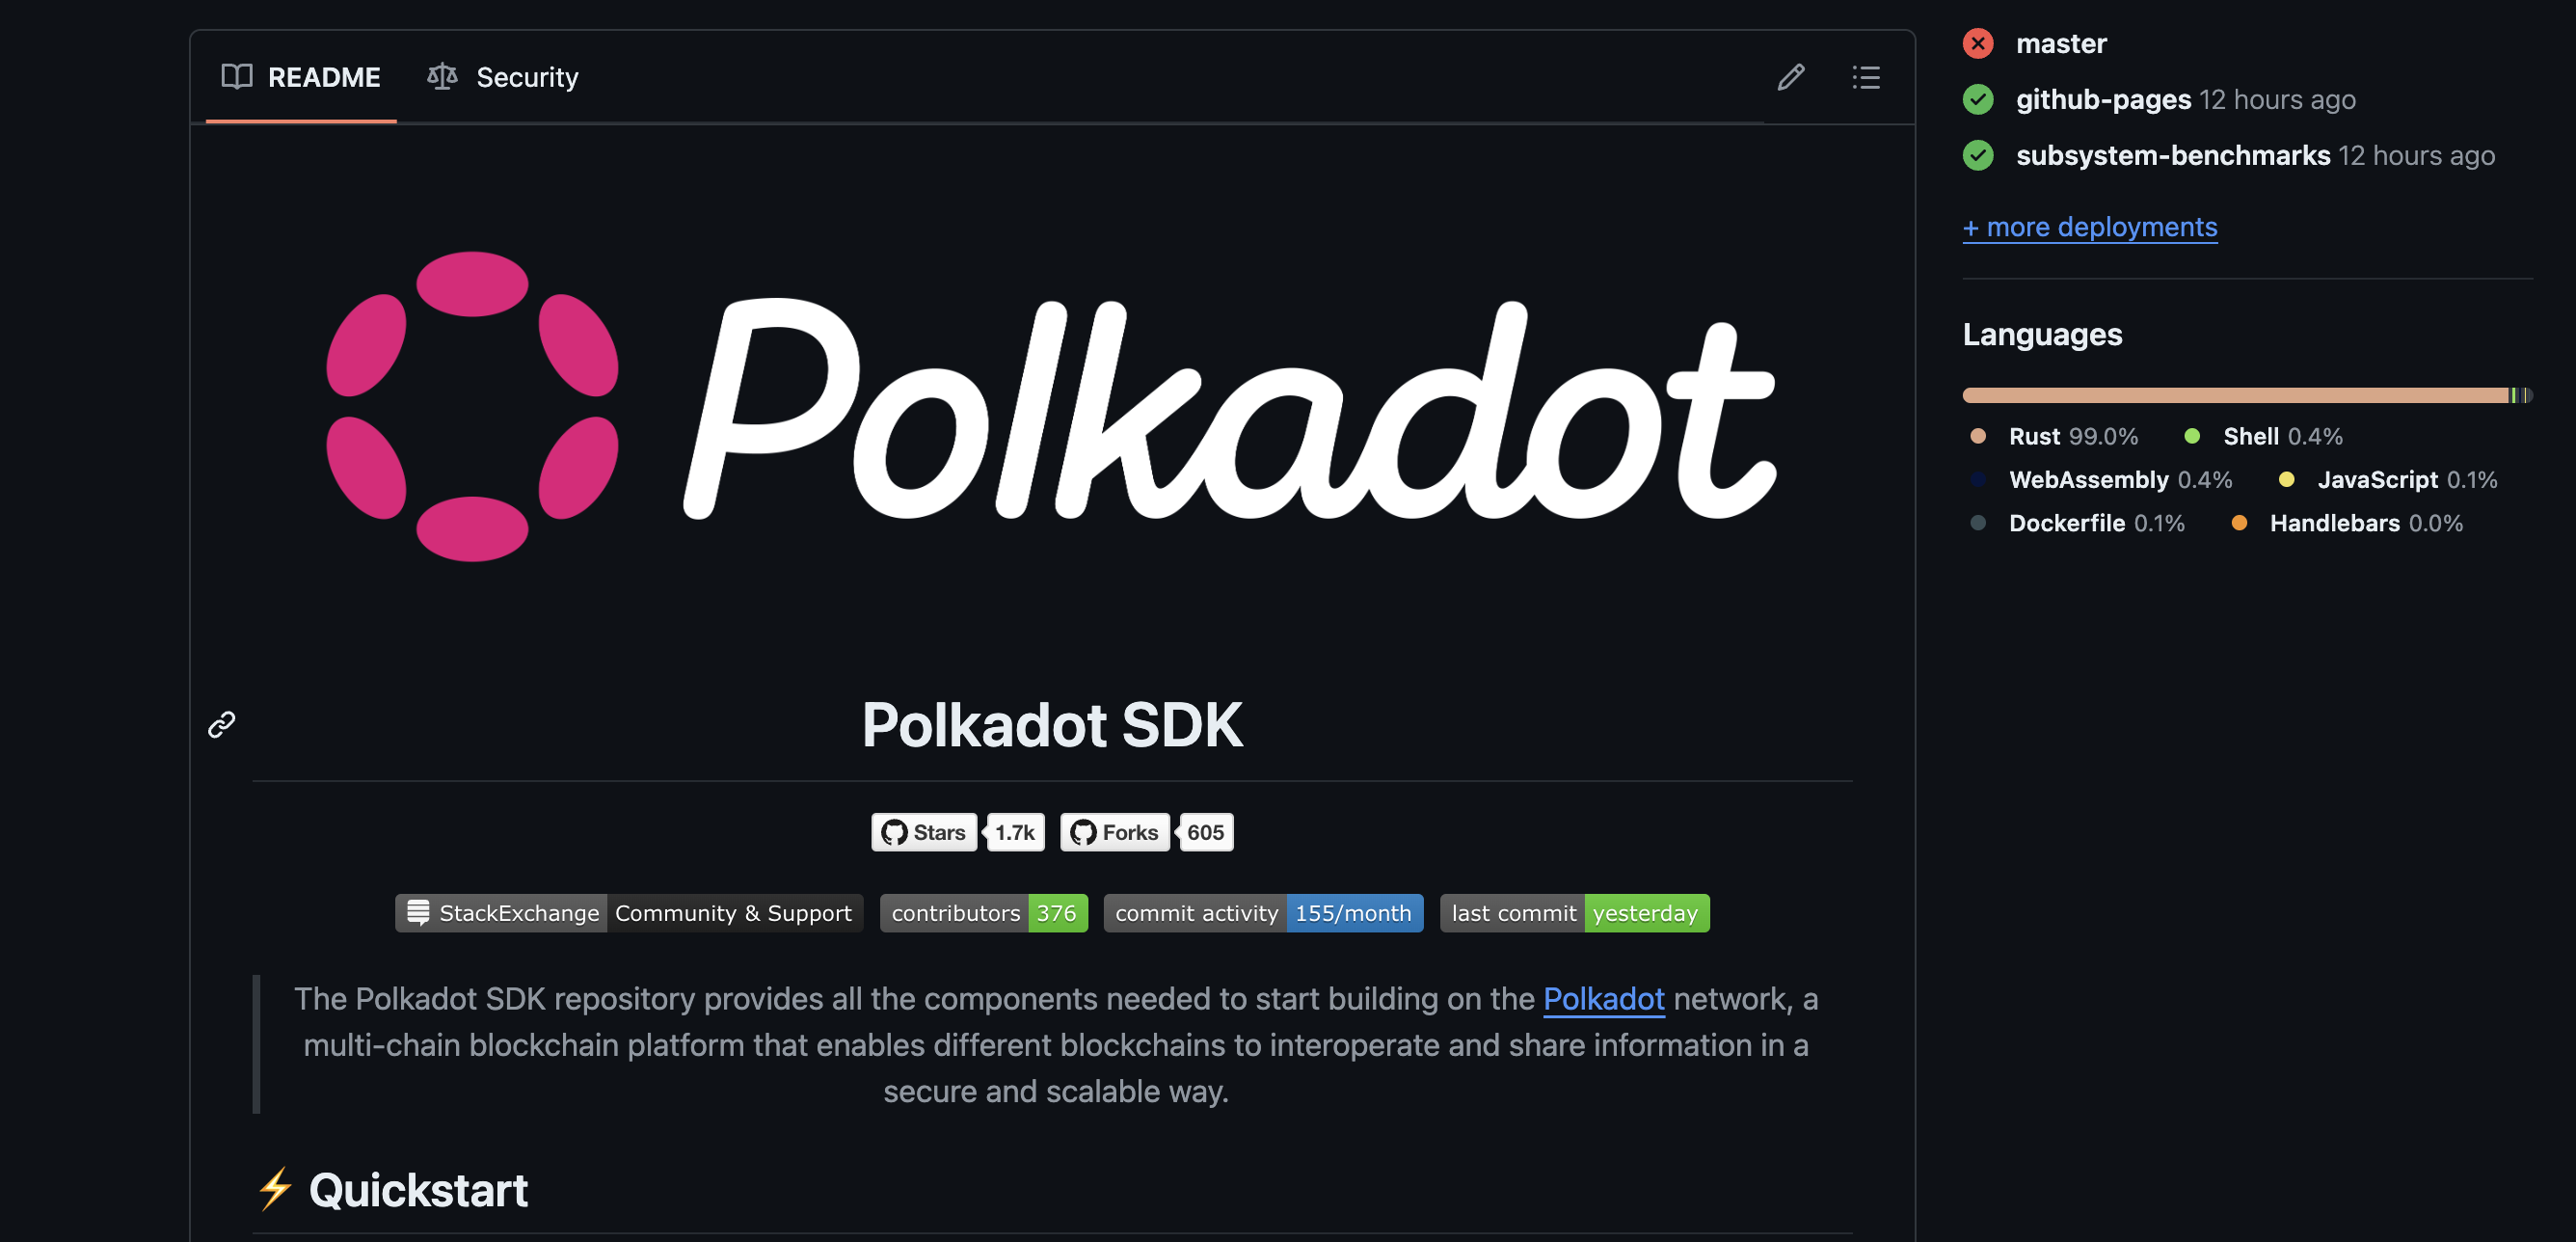 README Security
Polkadot
Polkadot SDK
Stars 1.7k Forks 605
StackExchange Community & Support contributors 376 commit activity 155/month last commit yesterday
The Polkadot SDK repository provides all the components needed to start building on the Polkadot network, a
multi-chain blockchain platform that enables different blockchains to interoperate and share information in a
secure and scalable way.
⚡ Quickstart
master
github-pages 12 hours ago
subsystem-benchmarks 12 hours ago
+ more deployments
Languages
Rust 99.0% Shell 0.4%
WebAssembly 0.4% JavaScript 0.1%
Dockerfile 0.1% Handlebars 0.0%